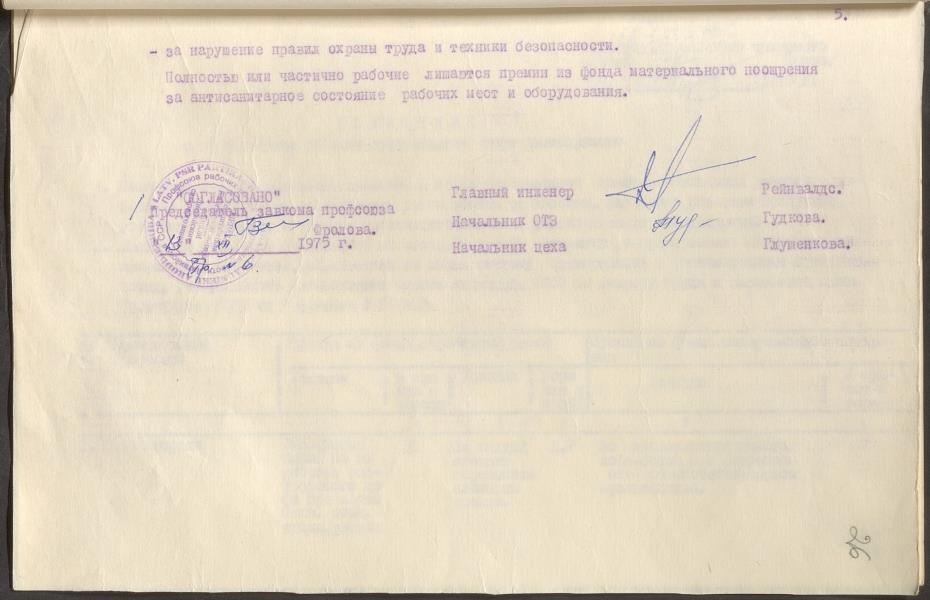 5.
- за нарушение правил охраны труда и техники безопасности.
Полностью или частично рабочие лишаются премии из фонда материального поощрения
за антисанитарное состояние рабочих мест и оборудования.
"СОГЛАСОВАНО"
Председатель завкома профсоюза
Фролова.
XII 1975 г.
Главный инженер Рейнвалдс.
Начальник ОТЗ Гудкова.
Начальник цеха Глушенкова.